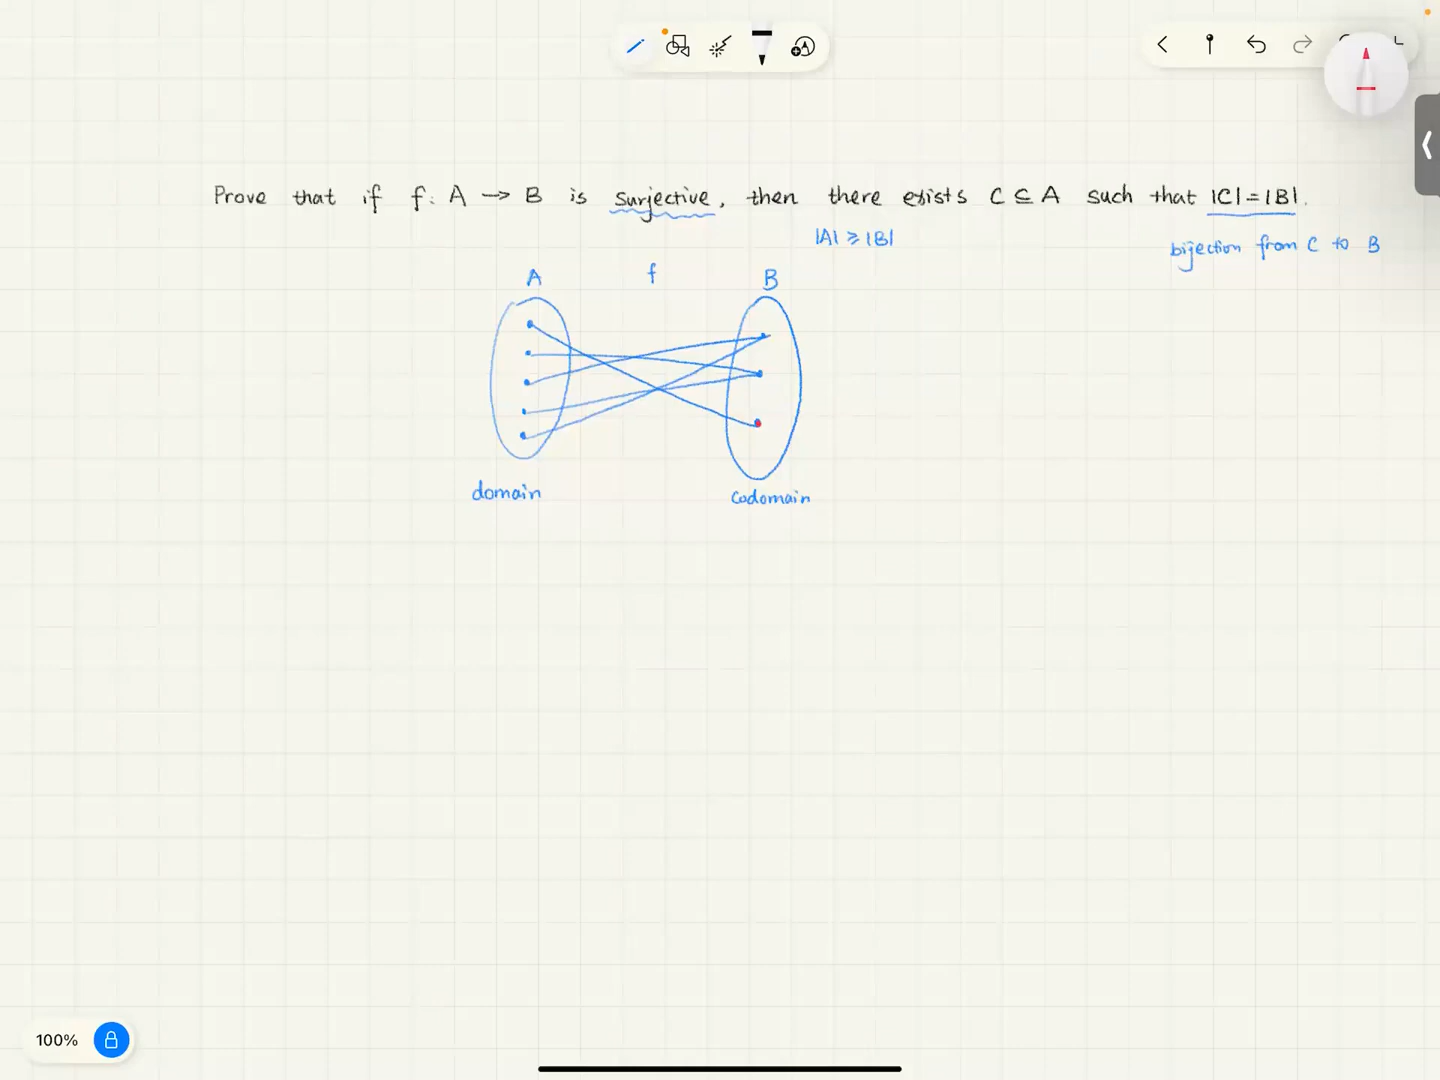 Prove that if f: A → B is surjective, then there exists C ⊆ A such that |C|=|B|.
|A| ≥ |B|
bijection from C to B
A f B
domain codomain
100%